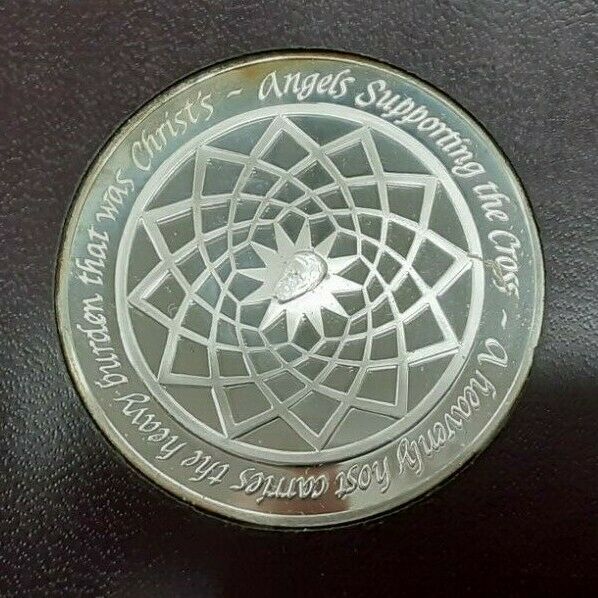 Angels Supporting the Cross ~ A heavenly host carries the heavy burden that was Christ's ~